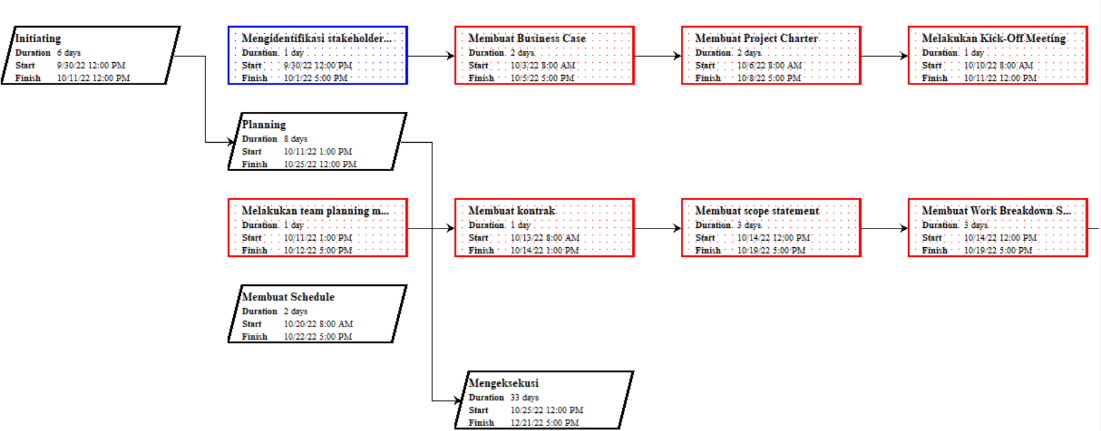 Initiating
Duration 6 days
Start 9/30/22 12:00 PM
Finish 10/11/22 12:00 PM
Mengidentifikasi stakeholder...
Duration 1 day
Start 9/30/22 12:00 PM
Finish 10/1/22 5:00 PM
Membuat Business Case
Duration 2 days
Start 10/3/22 8:00 AM
Finish 10/5/22 5:00 PM
Membuat Project Charter
Duration 2 days
Start 10/6/22 8:00 AM
Finish 10/8/22 5:00 PM
Melakukan Kick-Off Meeting
Duration 1 day
Start 10/10/22 8:00 AM
Finish 10/11/22 12:00 PM
Planning
Duration 8 days
Start 10/11/22 1:00 PM
Finish 10/25/22 12:00 PM
Melakukan team planning m...
Duration 1 day
Start 10/11/22 1:00 PM
Finish 10/12/22 5:00 PM
Membuat kontrak
Duration 1 day
Start 10/13/22 8:00 AM
Finish 10/14/22 1:00 PM
Membuat scope statement
Duration 3 days
Start 10/14/22 12:00 PM
Finish 10/19/22 5:00 PM
Membuat Work Breakdown S...
Duration 3 days
Start 10/14/22 12:00 PM
Finish 10/19/22 5:00 PM
Membuat Schedule
Duration 2 days
Start 10/20/22 8:00 AM
Finish 10/22/22 5:00 PM
Mengeksekusi
Duration 33 days
Start 10/25/22 12:00 PM
Finish 12/21/22 5:00 PM